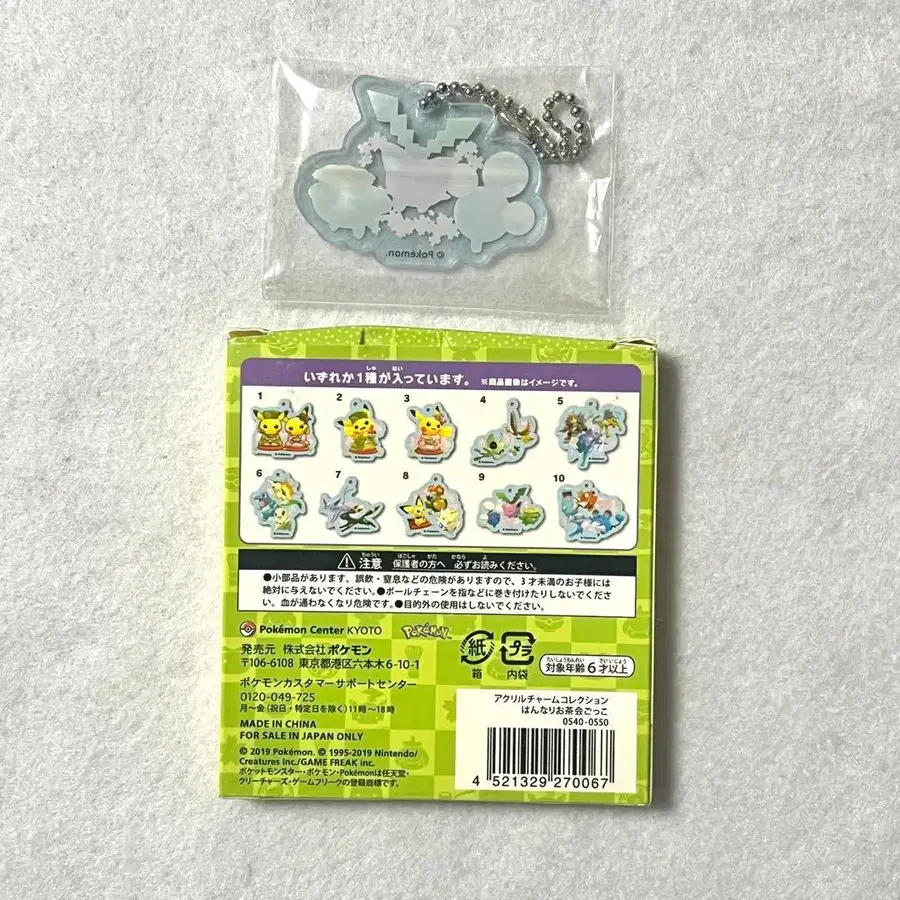 © Pokémon.
いずれか1種が入っています。 ※商品画像はイメージです。
1 2 3 4 5
6 7 8 9 10
注意 保護者の方へ 必ずお読みください。
●小部品があります。誤飲・窒息などの危険がありますので、3才未満のお子様には
絶対に与えないでください。●ボールチェーンを指などに巻き付けたりしないでくださ
い。血が通わなくなり危険です。●目的外の使用はしないでください。
Pokémon Center KYOTO POKÉMON
発売元 株式会社ポケモン
〒106-6108 東京都港区六本木6-10-1
ポケモンカスタマーサポートセンター
0120-049-725
月~金(祝日・特定日を除く)11時~18時
MADE IN CHINA
FOR SALE IN JAPAN ONLY
© 2019 Pokémon. © 1995-2019 Nintendo/
Creatures Inc./GAME FREAK inc.
ポケットモンスター・ポケモン・Pokémonは任天堂・
クリーチャーズ・ゲームフリークの登録商標です。
紙 プラ
箱 内袋
対象年齢6才以上
アクリルチャームコレクション
はんなりお茶会ごっこ
0540-0550
4 521329 270067